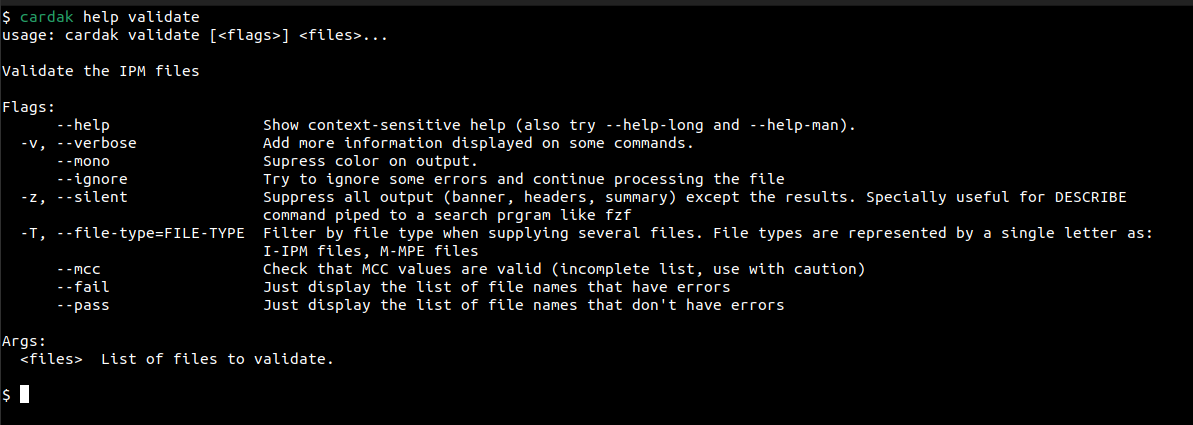 $ cardak help validate
usage: cardak validate [<flags>] <files>...
Validate the IPM files
Flags:
--help Show context-sensitive help (also try --help-long and --help-man).
-v, --verbose Add more information displayed on some commands.
--mono Supress color on output.
--ignore Try to ignore some errors and continue processing the file
-z, --silent Suppress all output (banner, headers, summary) except the results. Specially useful for DESCRIBE
command piped to a search prgram like fzf
-T, --file-type=FILE-TYPE Filter by file type when supplying several files. File types are represented by a single letter as:
I-IPM files, M-MPE files
--mcc Check that MCC values are valid (incomplete list, use with caution)
--fail Just display the list of file names that have errors
--pass Just display the list of file names that don't have errors
Args:
<files> List of files to validate.
$